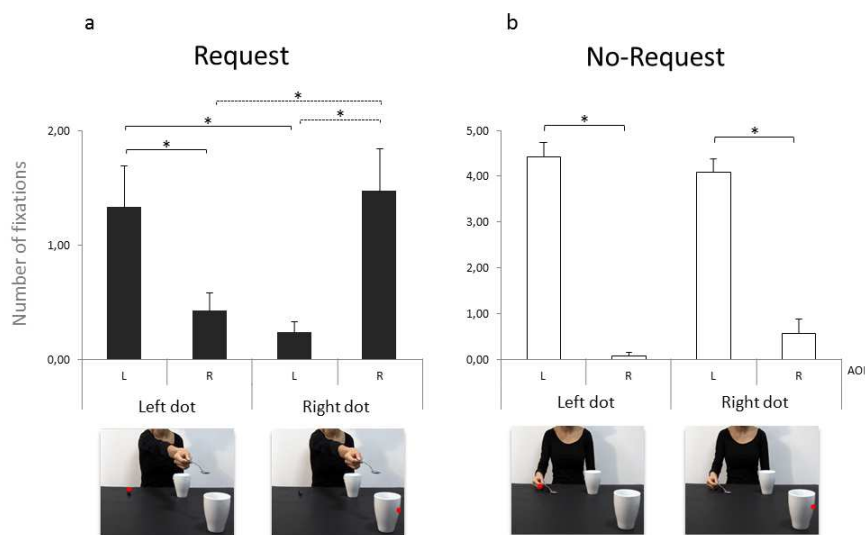 a
b
Request
No-Request
Number of fixations
2,00
1,00
0,00
*
*
*
*
5,00
4,00
3,00
2,00
1,00
0,00
*
*
L
R
L
R
L
R
L
R
AOI
Left dot
Right dot
Left dot
Right dot